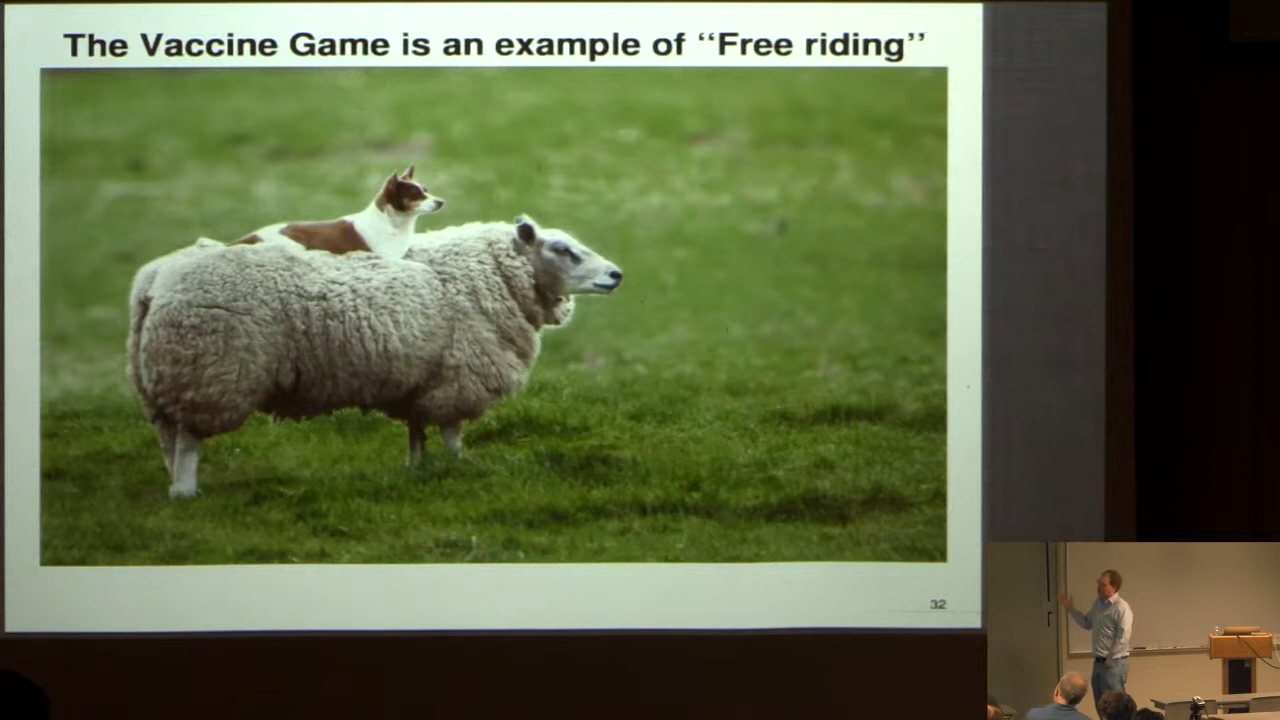 The Vaccine Game is an example of “Free riding”
32